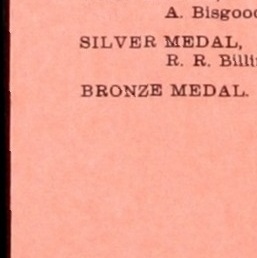 A. Bisgoo
SILVER MEDAL,
R. R. Billi
BRONZE MEDAL.